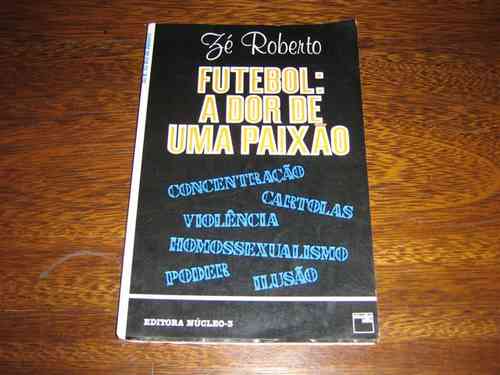 Zé Roberto
FUTEBOL:
A DOR DE
UMA PAIXÃO
CONCENTRAÇÃO
CARTOLAS
VIOLÊNCIA
HOMOSSEXUALISMO
PODER
ILUSÃO
EDITORA NÚCLEO-3